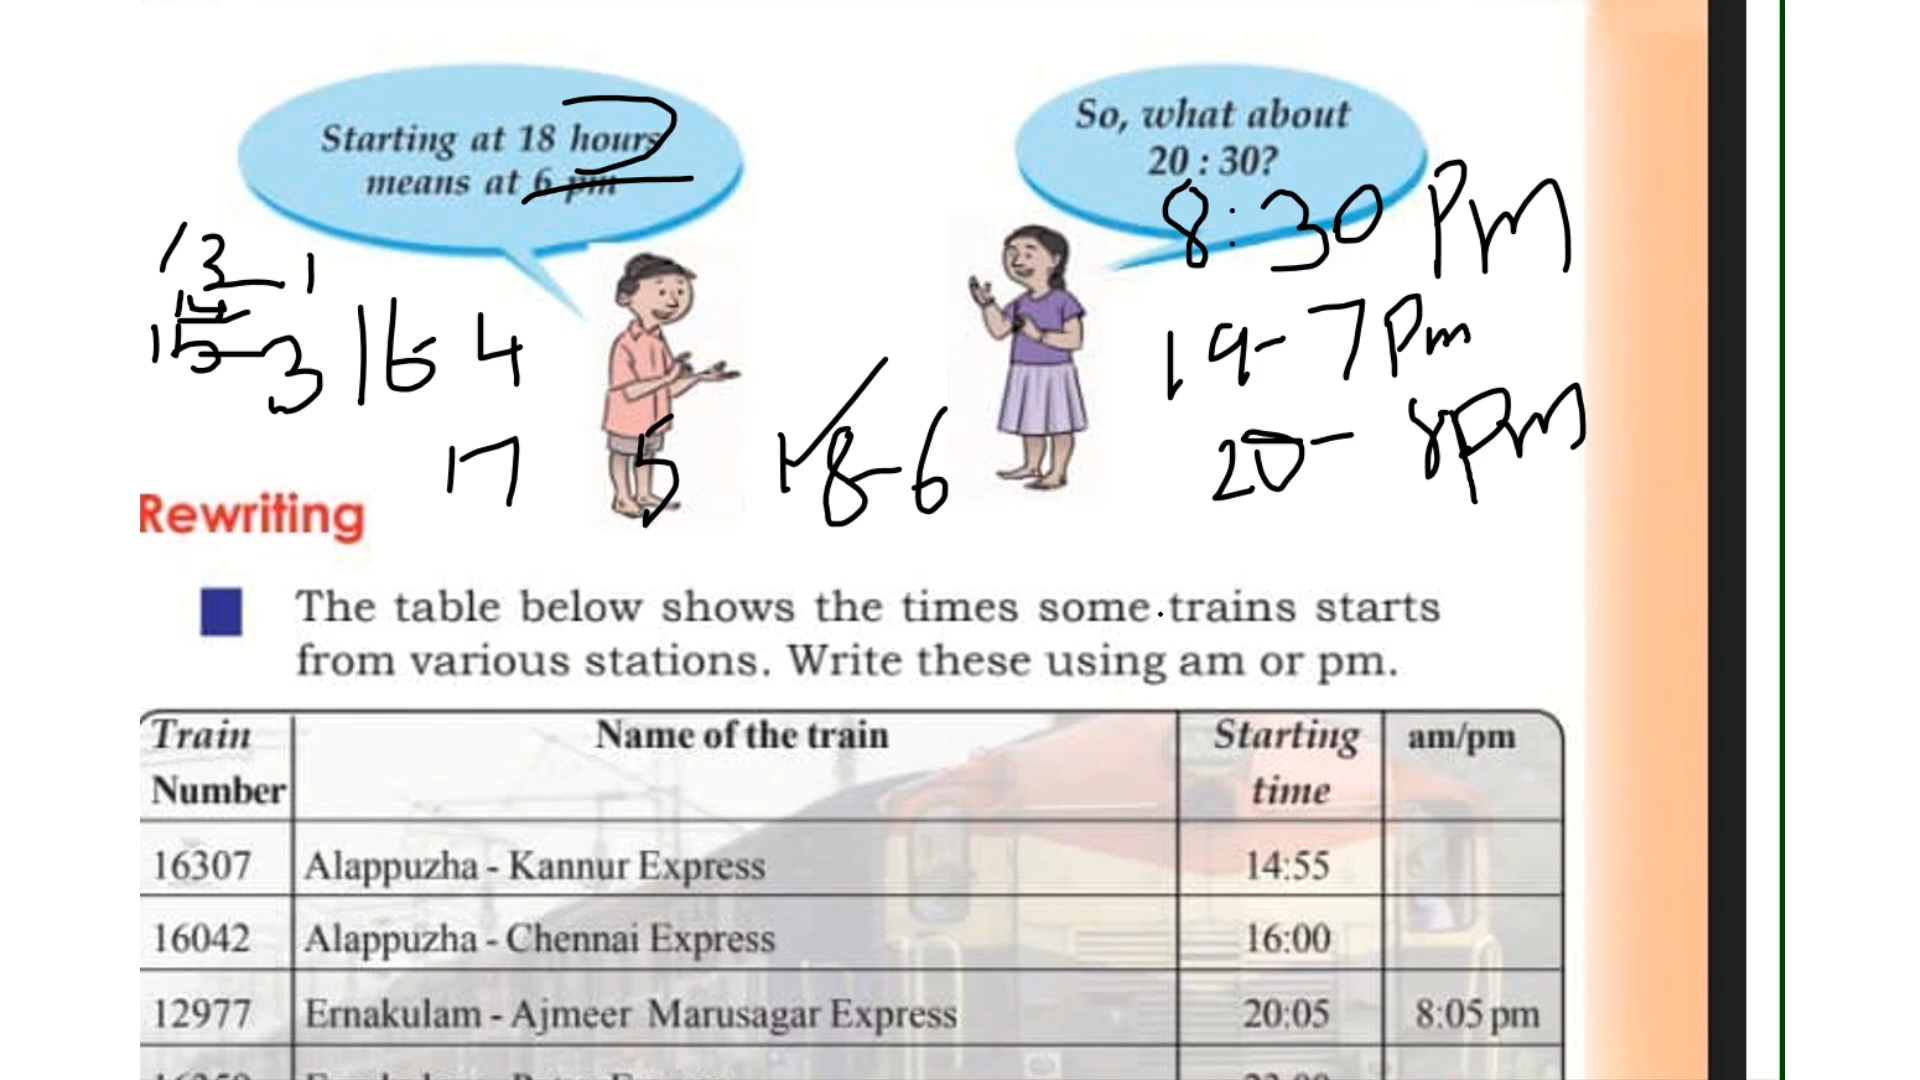 Starting at 18 hours
means at 6 pm
So, what about
20 : 30?
8:30 Pm
13 1
14
15 3
16 4
19 - 7 Pm
17 5
18 - 6
20 - 8pm
Rewriting
The table below shows the times some trains starts
from various stations. Write these using am or pm.
Train Number Name of the train Starting time am/pm
16307 Alappuzha - Kannur Express 14:55
16042 Alappuzha - Chennai Express 16:00
12977 Ernakulam - Ajmeer Marusagar Express 20:05 8:05 pm